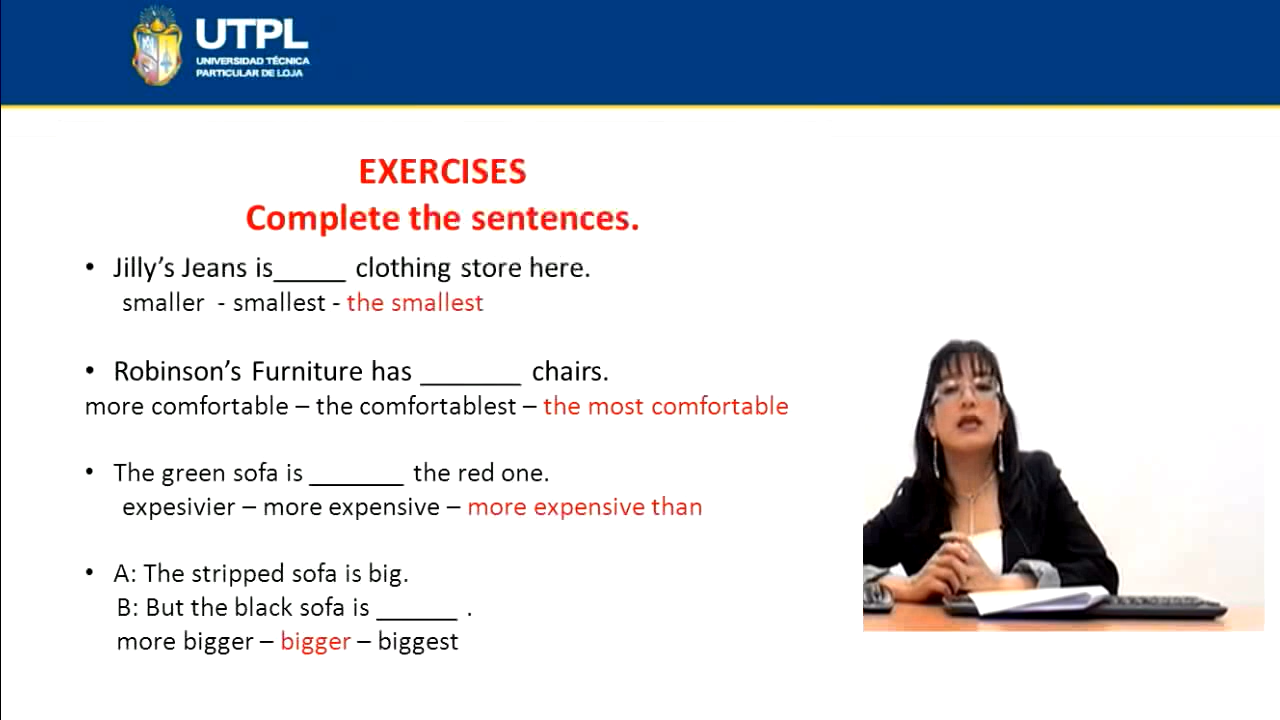 UTPL
UNIVERSIDAD TÉCNICA
PARTICULAR DE LOJA
EXERCISES
Complete the sentences.
• Jilly's Jeans is_____ clothing store here.
smaller - smallest - the smallest
• Robinson's Furniture has _______ chairs.
more comfortable – the comfortablest – the most comfortable
• The green sofa is _______ the red one.
expesivier – more expensive – more expensive than
• A: The stripped sofa is big.
B: But the black sofa is ______ .
more bigger – bigger – biggest